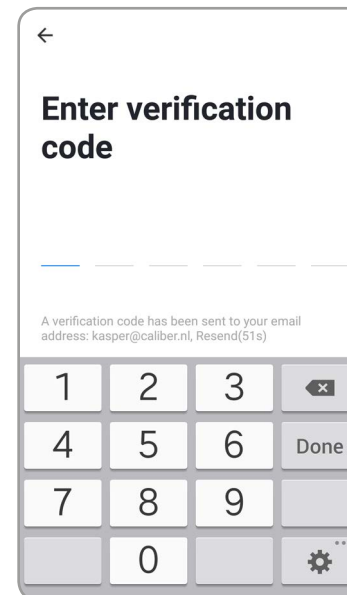 Enter verification
code
A verification code has been sent to your email
address: kasper@caliber.nl, Resend(51s)
1 2 3
4 5 6 Done
7 8 9
0